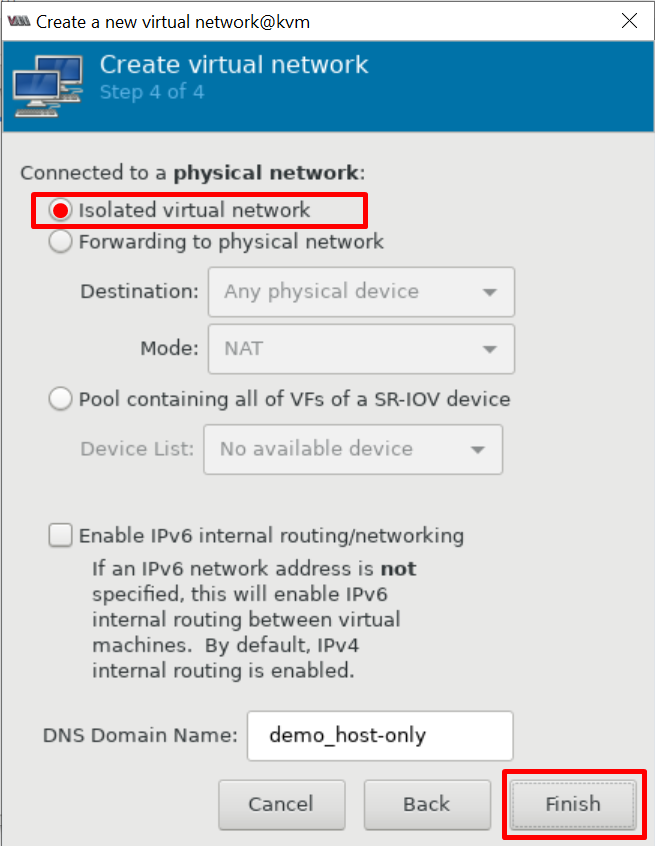 Create a new virtual network@kvm
Create virtual network
Step 4 of 4
Connected to a physical network:
Isolated virtual network
Forwarding to physical network
Destination: Any physical device
Mode: NAT
Pool containing all of VFs of a SR-IOV device
Device List: No available device
Enable IPv6 internal routing/networking
If an IPv6 network address is not
specified, this will enable IPv6
internal routing between virtual
machines.  By default, IPv4
internal routing is enabled.
DNS Domain Name: demo_host-only
Cancel Back Finish